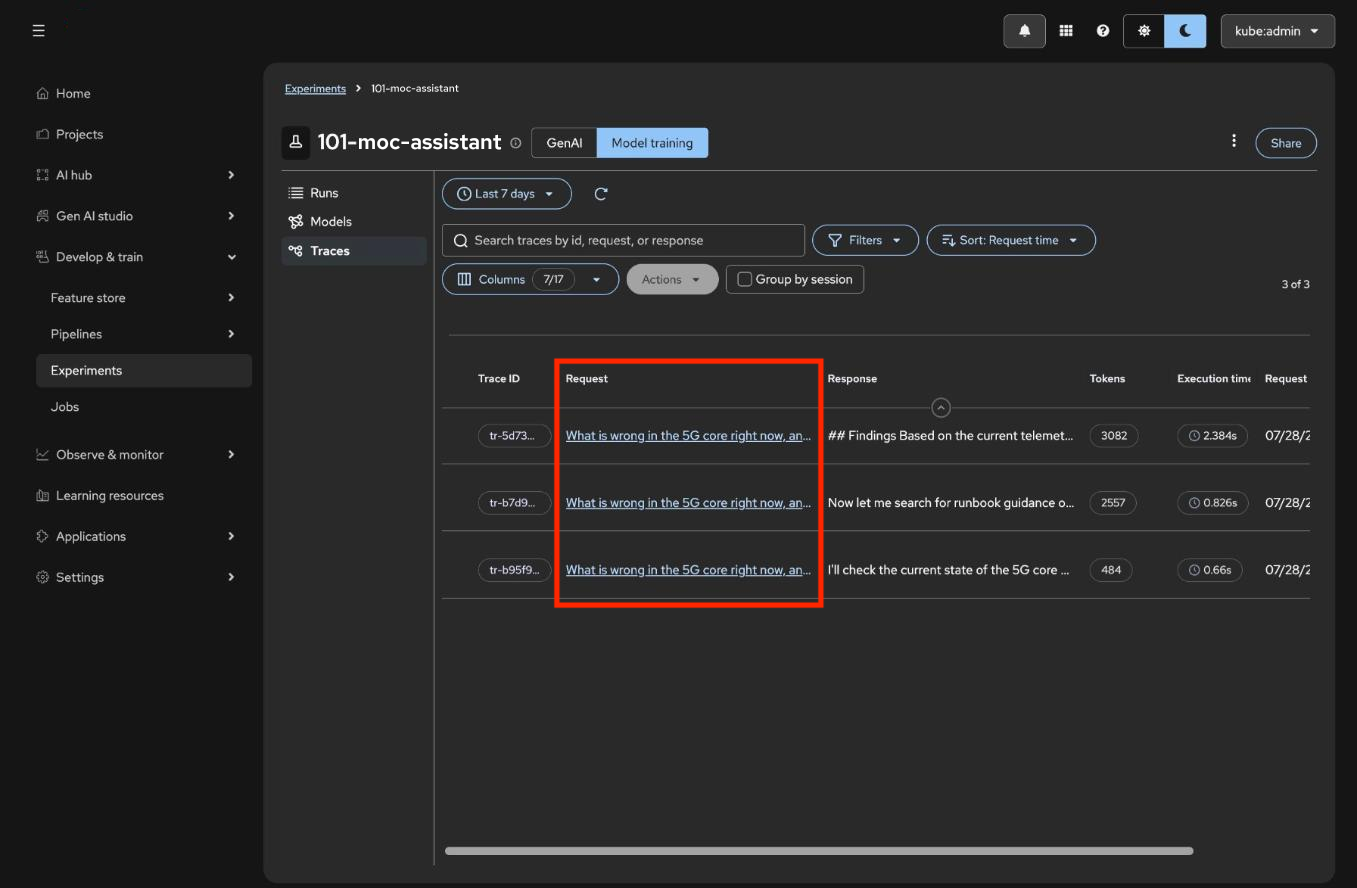 kube:admin
Home
Projects
AI hub
Gen AI studio
Develop & train
Feature store
Pipelines
Experiments
Jobs
Observe & monitor
Learning resources
Applications
Settings
Experiments > 101-moc-assistant
101-moc-assistant GenAI Model training Share
Runs
Models
Traces
Last 7 days
Search traces by id, request, or response Filters Sort: Request time
Columns 7/17 Actions Group by session
3 of 3
Trace ID Request Response Tokens Execution time Request
tr-5d73... What is wrong in the 5G core right now, an... ## Findings Based on the current telemet... 3082 2.384s 07/28/2
tr-b7d9... What is wrong in the 5G core right now, an... Now let me search for runbook guidance o... 2557 0.826s 07/28/2
tr-b95f9... What is wrong in the 5G core right now, an... I'll check the current state of the 5G core ... 484 0.66s 07/28/2